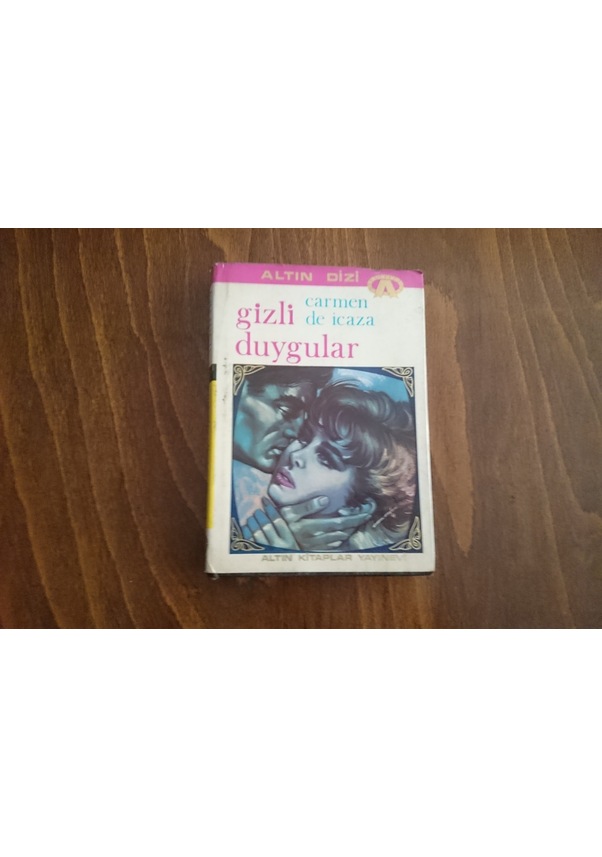 ALTIN DİZİ
carmen
de icaza
gizli
duygular
ALTIN KİTAPLAR YAYINEVİ